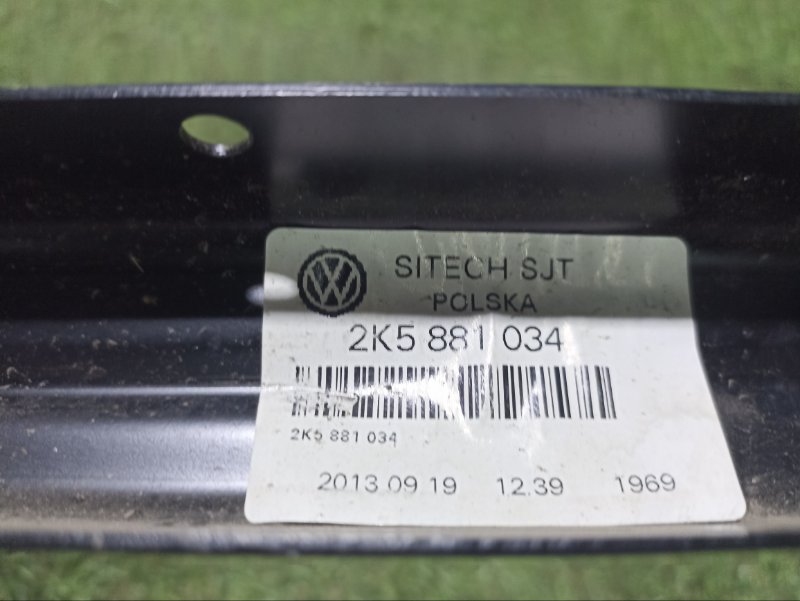 SITECH SJT
POLSKA
2K5 881 034
2K5 881 034
2013 09 19 12.39 1969